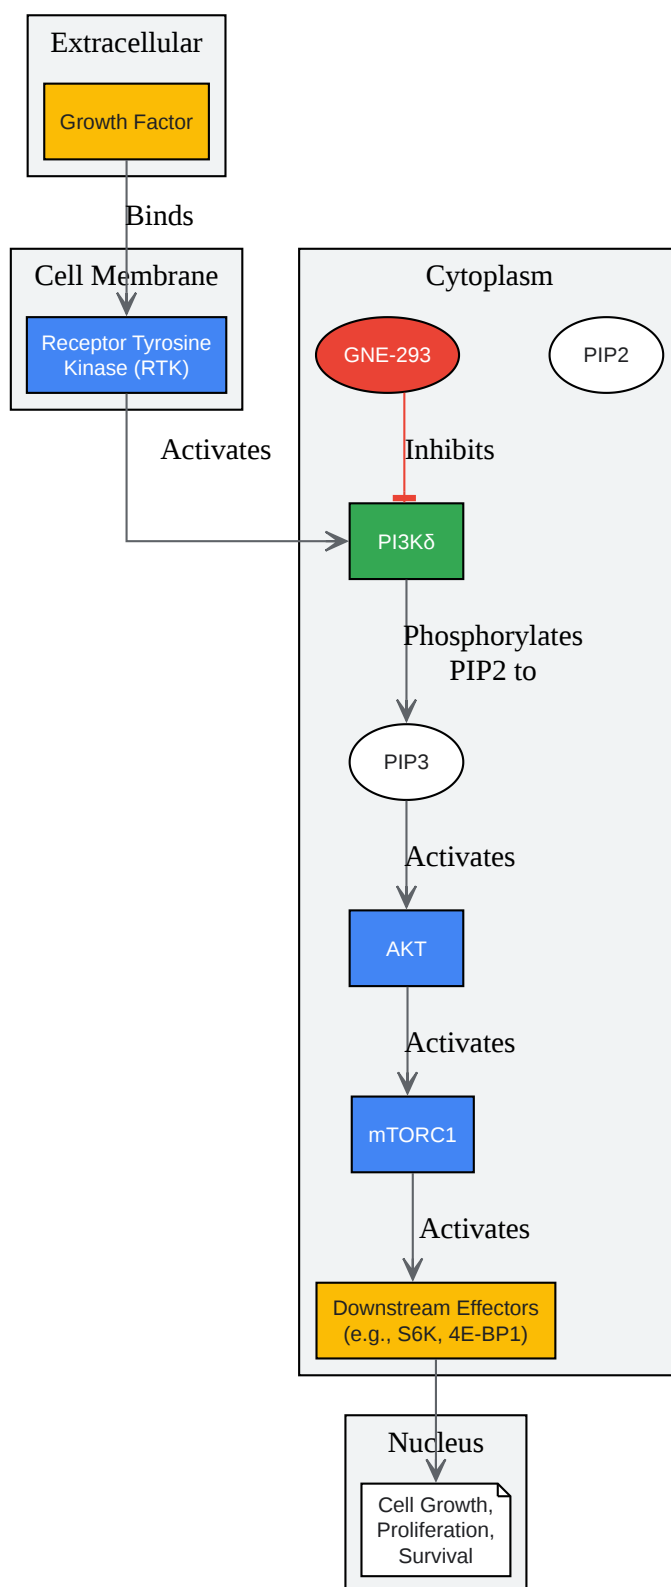 Extracellular
Growth Factor
Binds
Cell Membrane
Receptor Tyrosine
Kinase (RTK)
Activates
Cytoplasm
GNE-293
PIP2
Inhibits
PI3Kδ
Phosphorylates
PIP2 to
PIP3
Activates
AKT
Activates
mTORC1
Activates
Downstream Effectors
(e.g., S6K, 4E-BP1)
Nucleus
Cell Growth,
Proliferation,
Survival